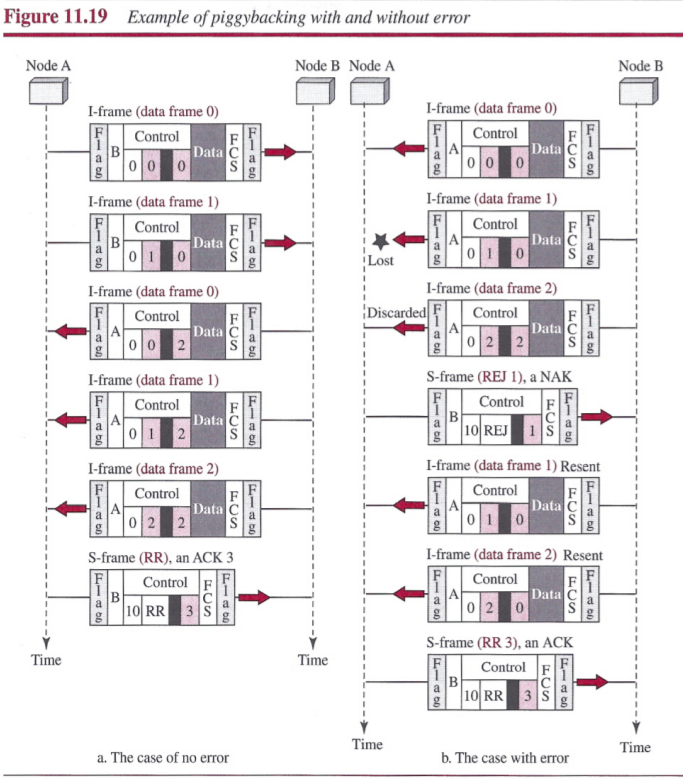 Figure 11.19 Example of piggybacking with and without error
Node A
Node B
I-frame (data frame 0)
Flag
B
Control
0 0 0
Data
FCS
Flag
I-frame (data frame 1)
Flag
B
Control
0 1 0
Data
FCS
Flag
I-frame (data frame 0)
Flag
A
Control
0 0 2
Data
FCS
Flag
I-frame (data frame 1)
Flag
A
Control
0 1 2
Data
FCS
Flag
I-frame (data frame 2)
Flag
A
Control
0 2 2
Data
FCS
Flag
S-frame (RR), an ACK 3
Flag
B
Control
10 RR 3
FCS
Flag
Time
Time
a. The case of no error
Node A
Node B
I-frame (data frame 0)
Flag
A
Control
0 0 0
Data
FCS
Flag
I-frame (data frame 1)
Lost
Flag
A
Control
0 1 0
Data
FCS
Flag
I-frame (data frame 2)
Discarded
Flag
A
Control
0 2 2
Data
FCS
Flag
S-frame (REJ 1), a NAK
Flag
B
Control
10 REJ 1
FCS
Flag
I-frame (data frame 1) Resent
Flag
A
Control
0 1 0
Data
FCS
Flag
I-frame (data frame 2) Resent
Flag
A
Control
0 2 0
Data
FCS
Flag
S-frame (RR 3), an ACK
Flag
B
Control
10 RR 3
FCS
Flag
Time
Time
b. The case with error